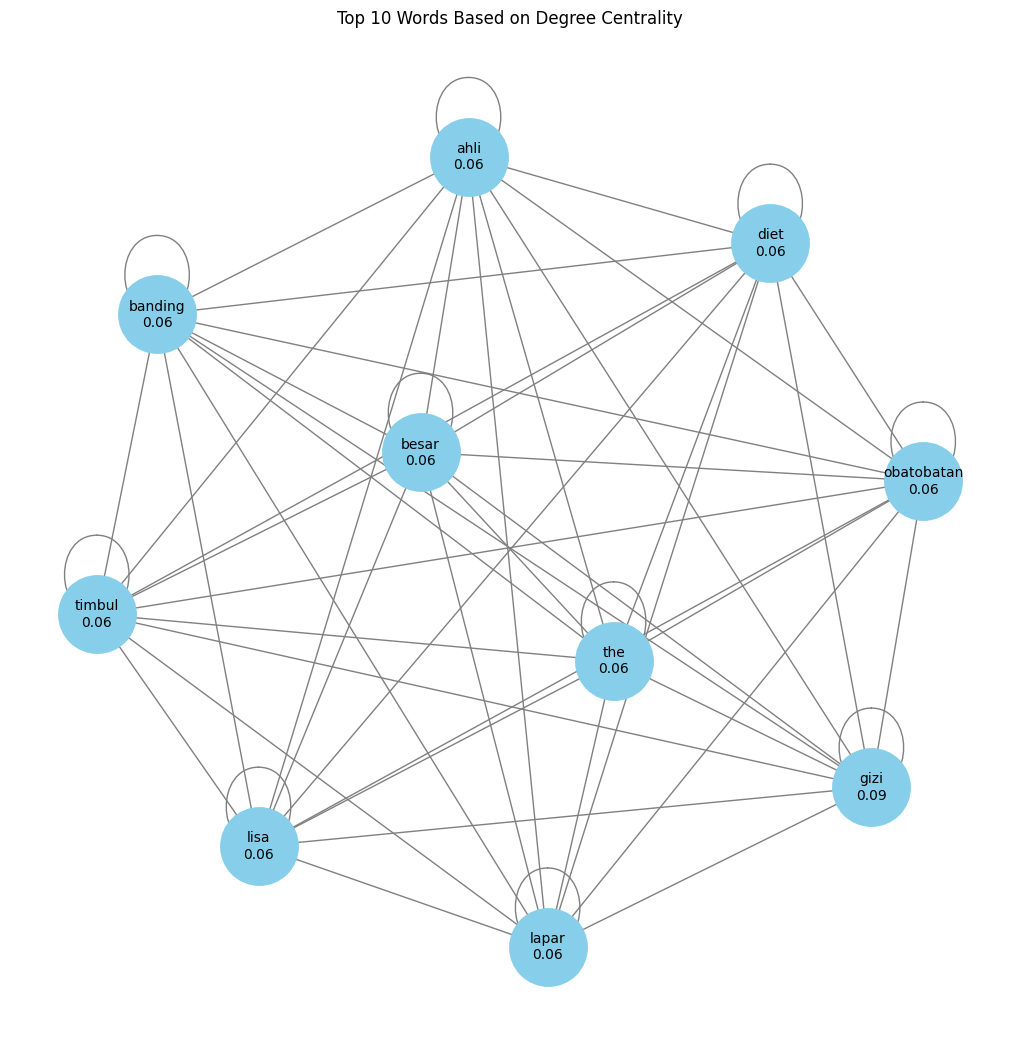 Top 10 Words Based on Degree Centrality
ahli
0.06
diet
0.06
banding
0.06
besar
0.06
obatobatan
0.06
timbul
0.06
the
0.06
gizi
0.09
lisa
0.06
lapar
0.06